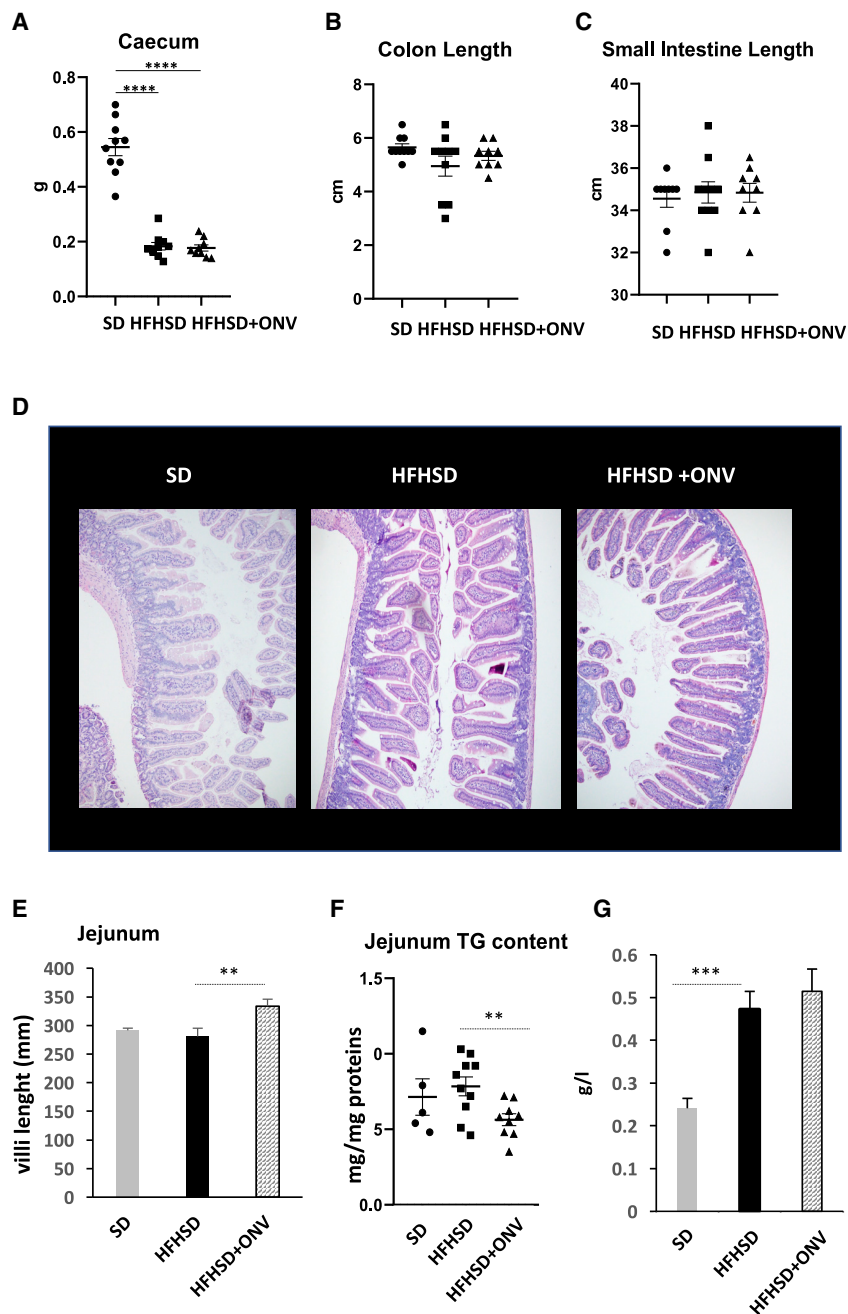 A
Caecum
****
****
0.8
0.6
0.4
0.2
0.0
g
SD HFHSD HFHSD+ONV
B
Colon Length
8
6
4
2
0
cm
SD HFHSD HFHSD+ONV
C
Small Intestine Length
40
38
36
34
32
30
cm
SD HFHSD HFHSD+ONV
D
SD HFHSD HFHSD +ONV
E
Jejunum
**
400
350
300
250
200
150
100
50
0
villi lenght (mm)
SD
HFHSD
HFHSD+ONV
F
Jejunum TG content
**
1.5
0
5
0.0
mg/mg proteins
SD
HFHSD
HFHSD+ONV
G
***
0.6
0.5
0.4
0.3
0.2
0.1
0
g/l
SD
HFHSD
HFHSD+ONV